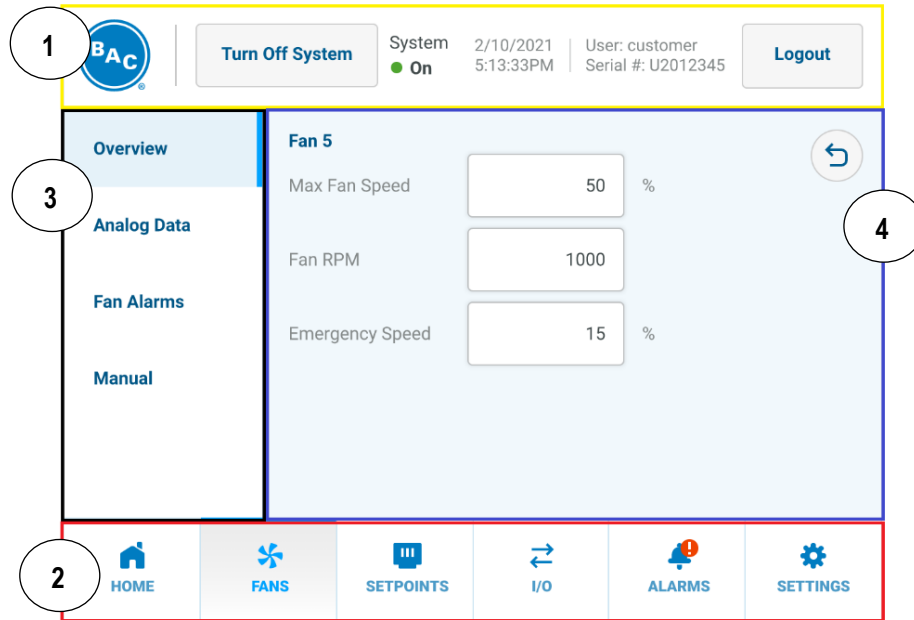 1
BAC
®
Turn Off System
System
On
2/10/2021
5:13:33PM
User: customer
Serial #: U2012345
Logout
3
Overview
Analog Data
Fan Alarms
Manual
Fan 5
Max Fan Speed 50 %
Fan RPM 1000
Emergency Speed 15 %
4
2
HOME FANS SETPOINTS I/O ALARMS SETTINGS